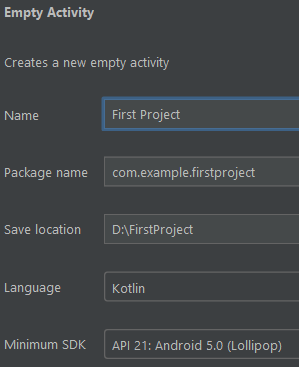 Empty Activity
Creates a new empty activity
Name First Project
Package name com.example.firstproject
Save location D:\FirstProject
Language Kotlin
Minimum SDK API 21: Android 5.0 (Lollipop)